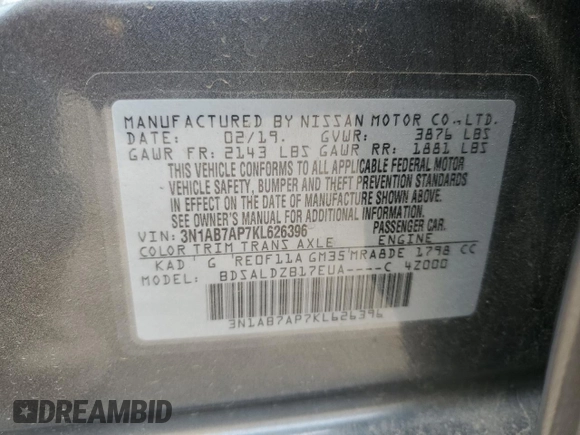 MANUFACTURED BY NISSAN MOTOR CO.,LTD.
DATE: 02/19. GVWR: 3876 LBS
GAWR FR: 2143 LBS GAWR RR: 1881 LBS
THIS VEHICLE CONFORMS TO ALL APPLICABLE FEDERAL MOTOR
VEHICLE SAFETY, BUMPER AND THEFT PREVENTION STANDARDS
IN EFFECT ON THE DATE OF MANUFACTURE SHOWN ABOVE.
SEE OWNER'S MANUAL FOR ADDITIONAL INFORMATION.
VIN: 3N1AB7AP7KL626396 PASSENGER CAR.
COLOR TRIM TRANS AXLE ENGINE
KAD G RE0F11A GM35 MRA8DE 1798 CC
BDSALDZB17EUA----C 4Z000
3N1AB7AP7KL626396
DREAMBID